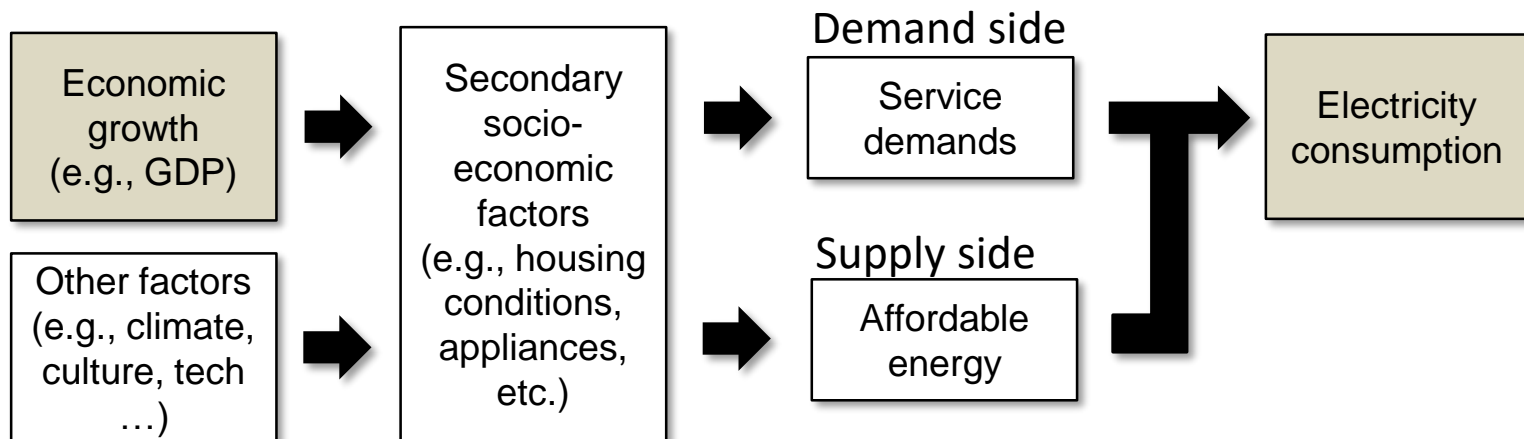 Economic
growth
(e.g., GDP)
Other factors
(e.g., climate,
culture, tech
…)
Secondary
socio-
economic
factors
(e.g., housing
conditions,
appliances,
etc.)
Demand side
Service
demands
Supply side
Affordable
energy
Electricity
consumption